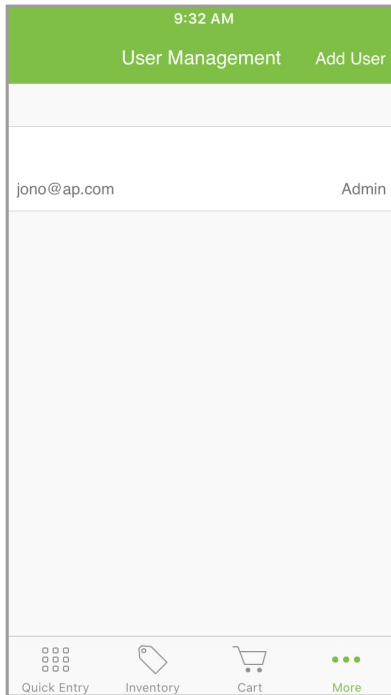 9:32 AM
User Management Add User
jono@ap.com Admin
Quick Entry Inventory Cart More